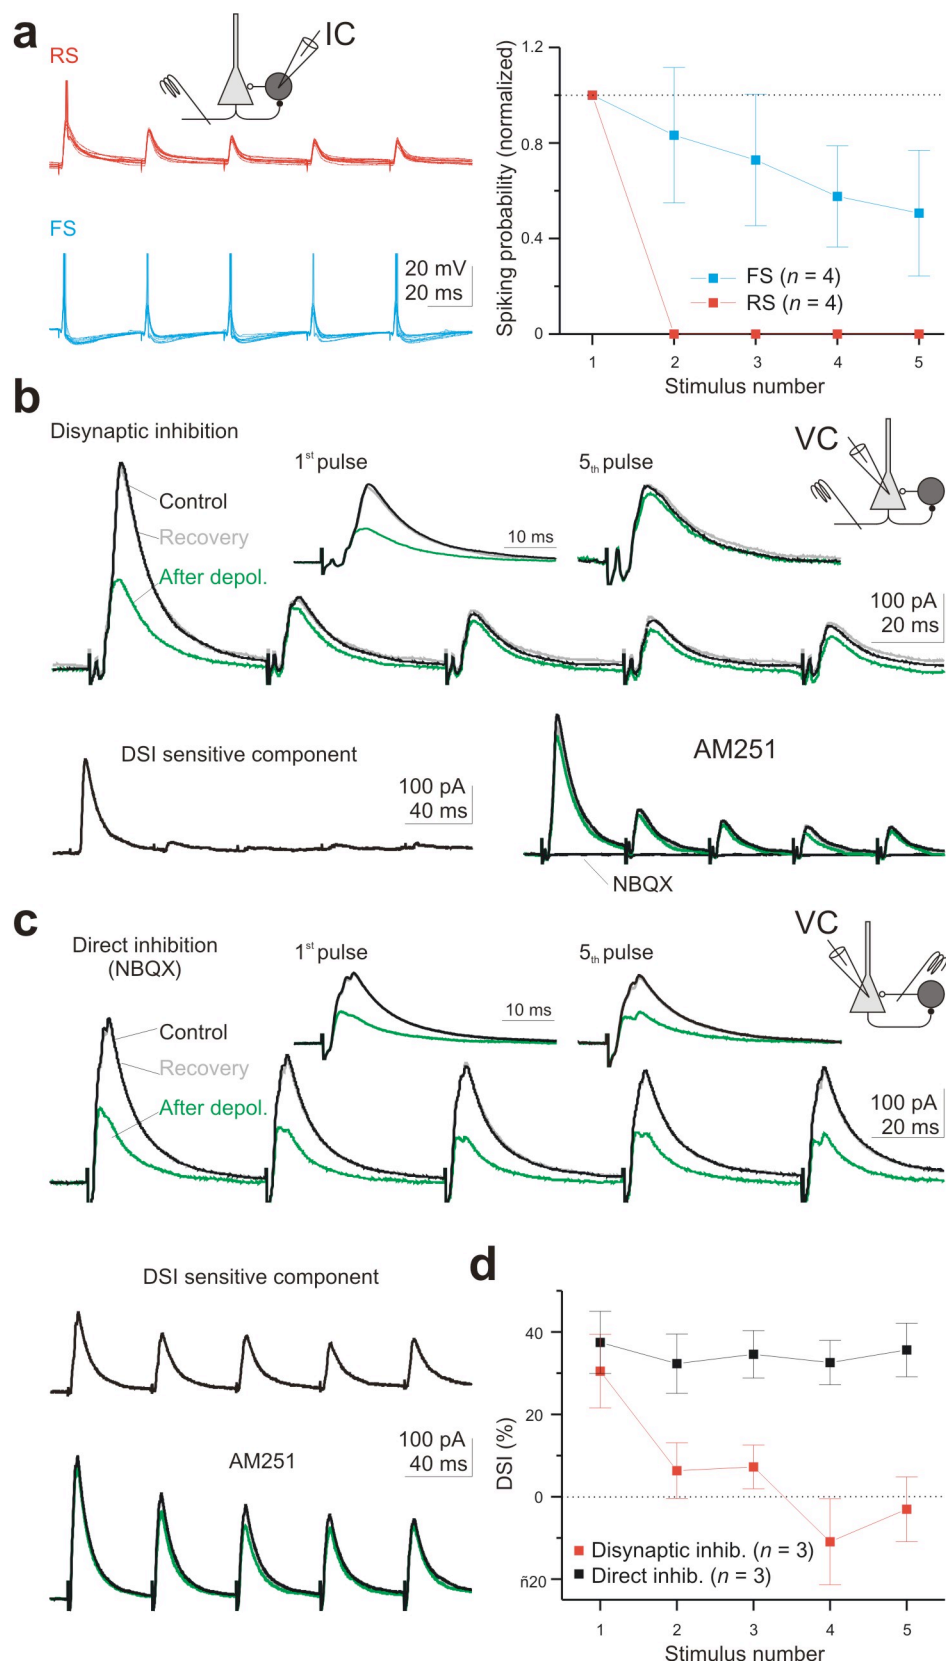 a
RS
IC
FS
20 mV
20 ms
Spiking probability (normalized)
1.2
0.8
0.4
0
FS (n = 4)
RS (n = 4)
1 2 3 4 5
Stimulus number
b
Disynaptic inhibition
Control
Recovery
After depol.
1st pulse
10 ms
5th pulse
VC
100 pA
20 ms
DSI sensitive component
100 pA
40 ms
AM251
NBQX
c
Direct inhibition
(NBQX)
Control
Recovery
After depol.
1st pulse
10 ms
5th pulse
VC
100 pA
20 ms
DSI sensitive component
100 pA
40 ms
AM251
d
DSI (%)
40
20
0
ñ20
Disynaptic inhib. (n = 3)
Direct inhib. (n = 3)
1 2 3 4 5
Stimulus number